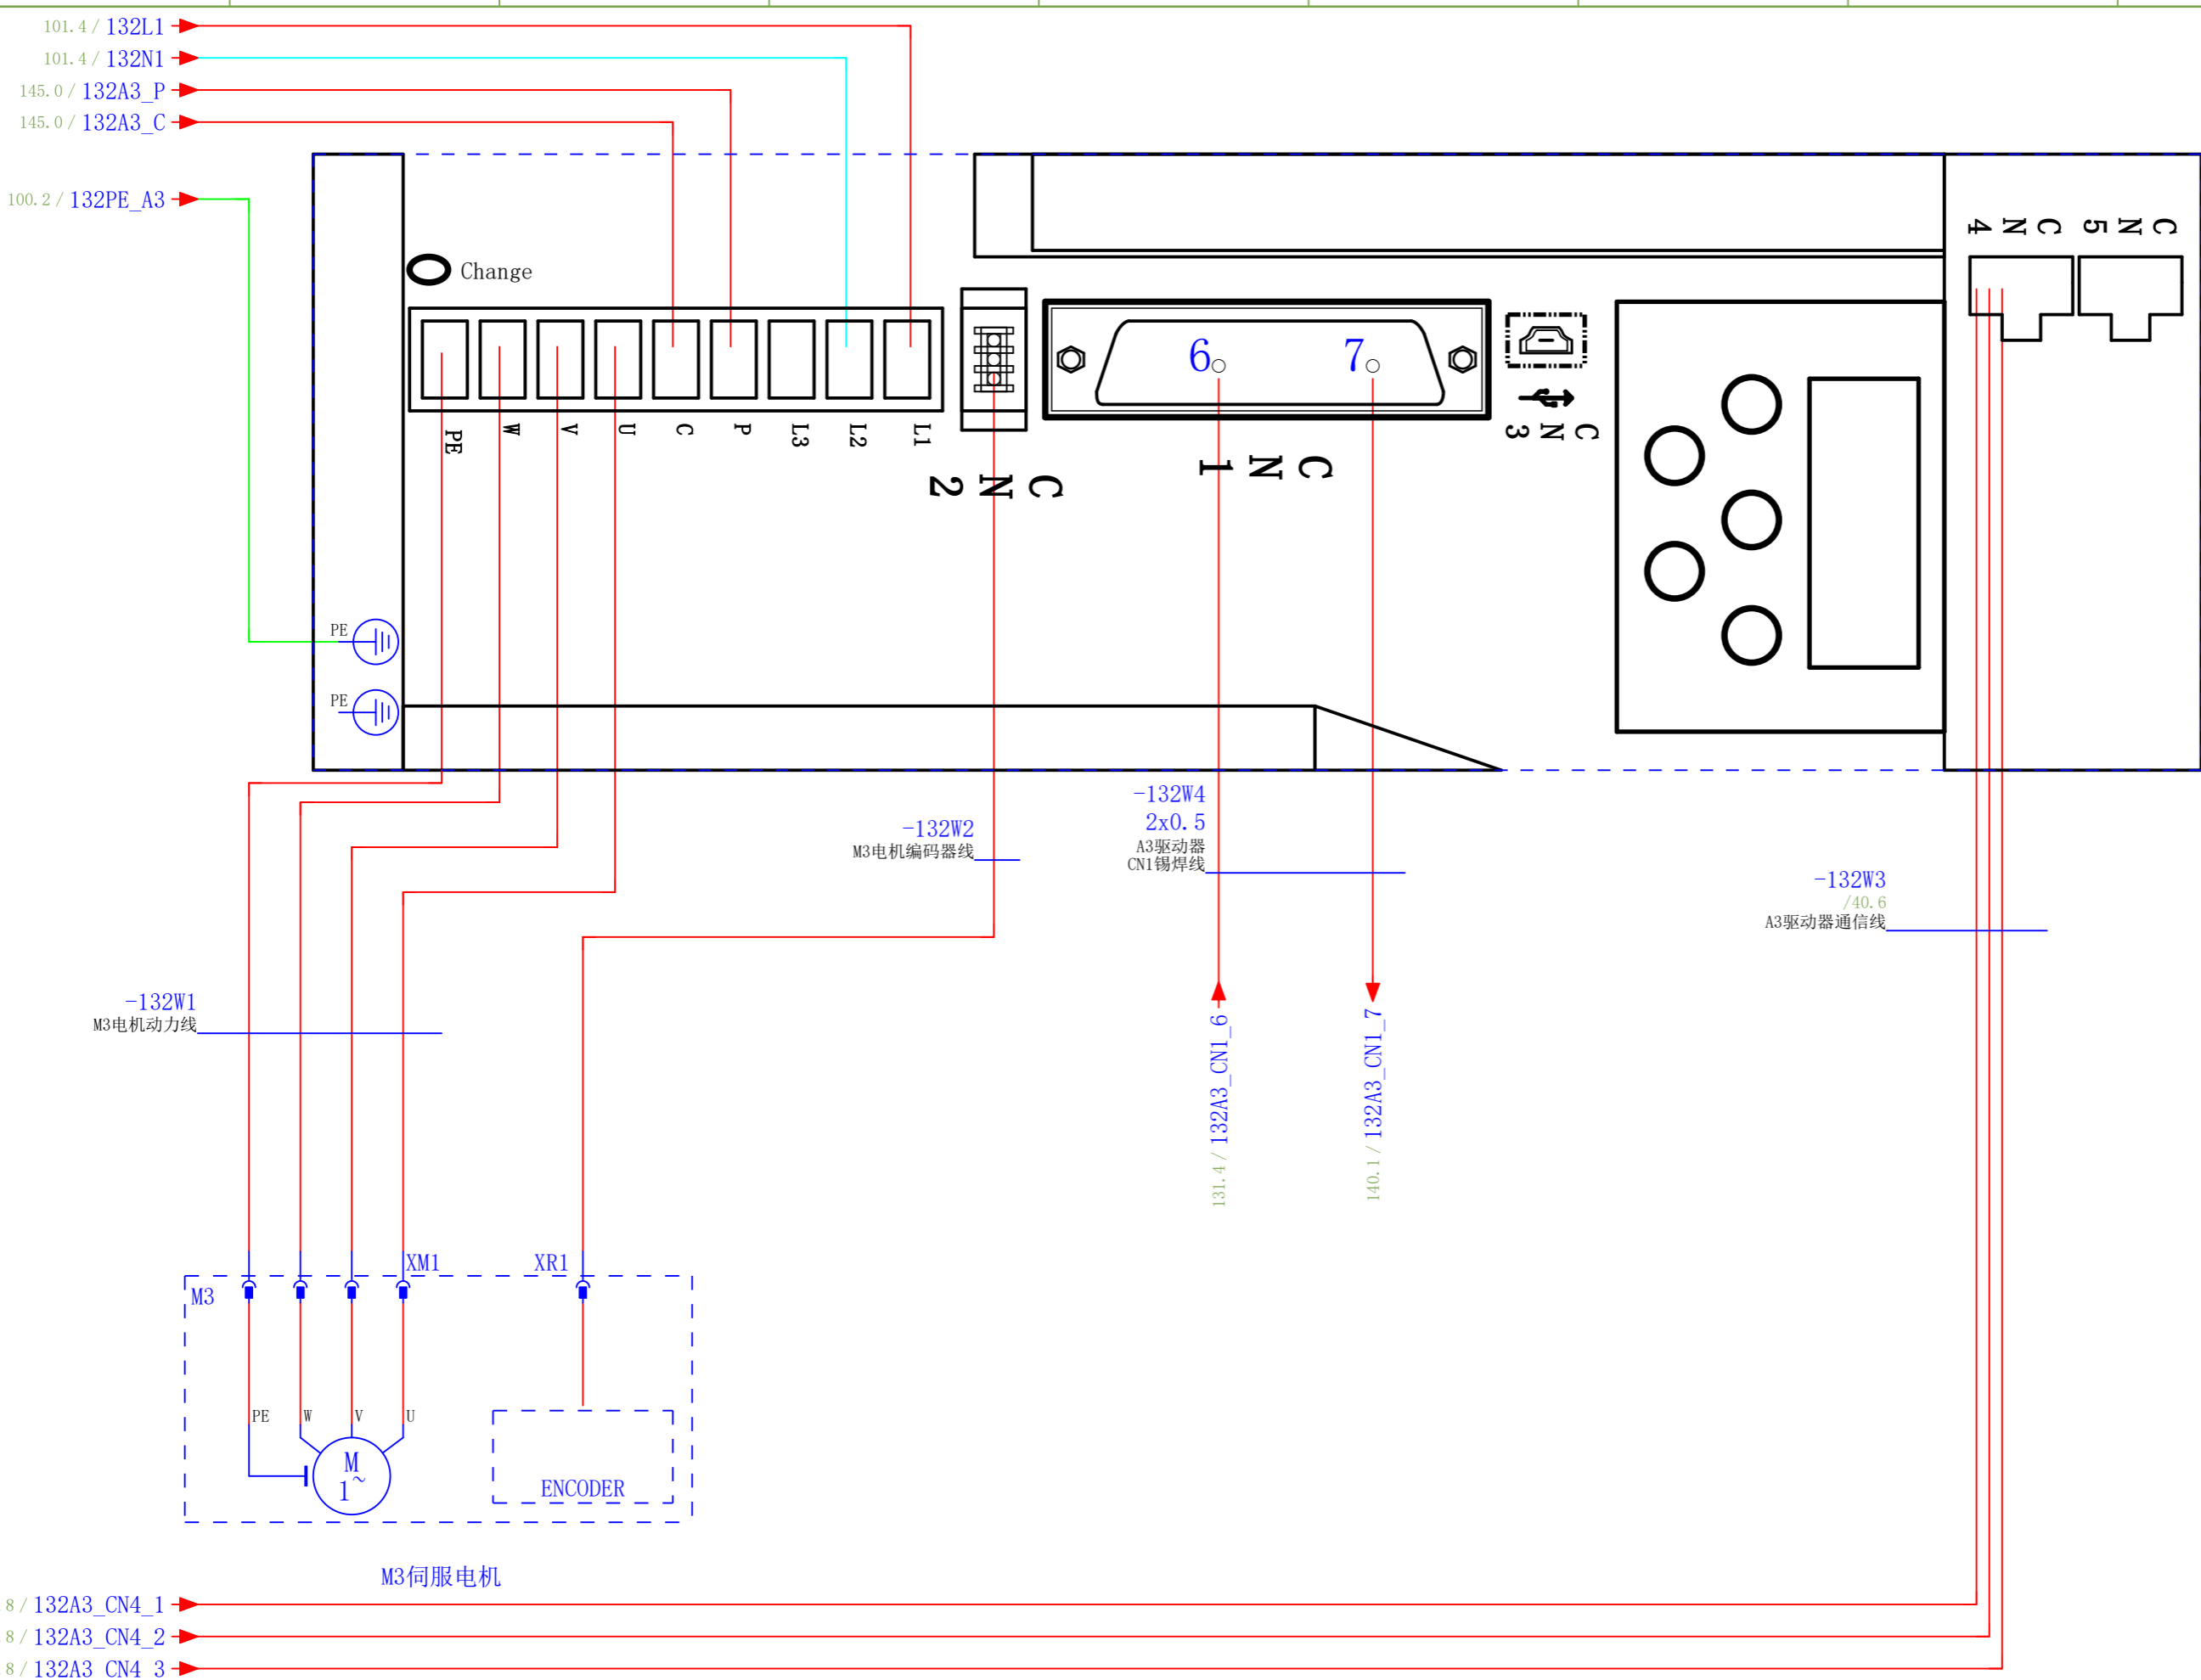 101.4 / 132L1
101.4 / 132N1
145.0 / 132A3_P
145.0 / 132A3_C
100.2 / 132PE_A3
Change
PE
W
V
U
C
P
L3
L2
L1
CN2
6
7
CN1
CN3
CN4
CN5
PE
PE
-132W4
2x0.5
A3驱动器
CN1锡焊线
-132W2
M3电机编码器线
-132W3
/40.6
A3驱动器通信线
-132W1
M3电机动力线
131.4 / 132A3_CN1_6
140.1 / 132A3_CN1_7
XM1
XR1
M3
PE
W
V
U
M
1~
ENCODER
M3伺服电机
8 / 132A3_CN4_1
8 / 132A3_CN4_2
8 / 132A3_CN4_3